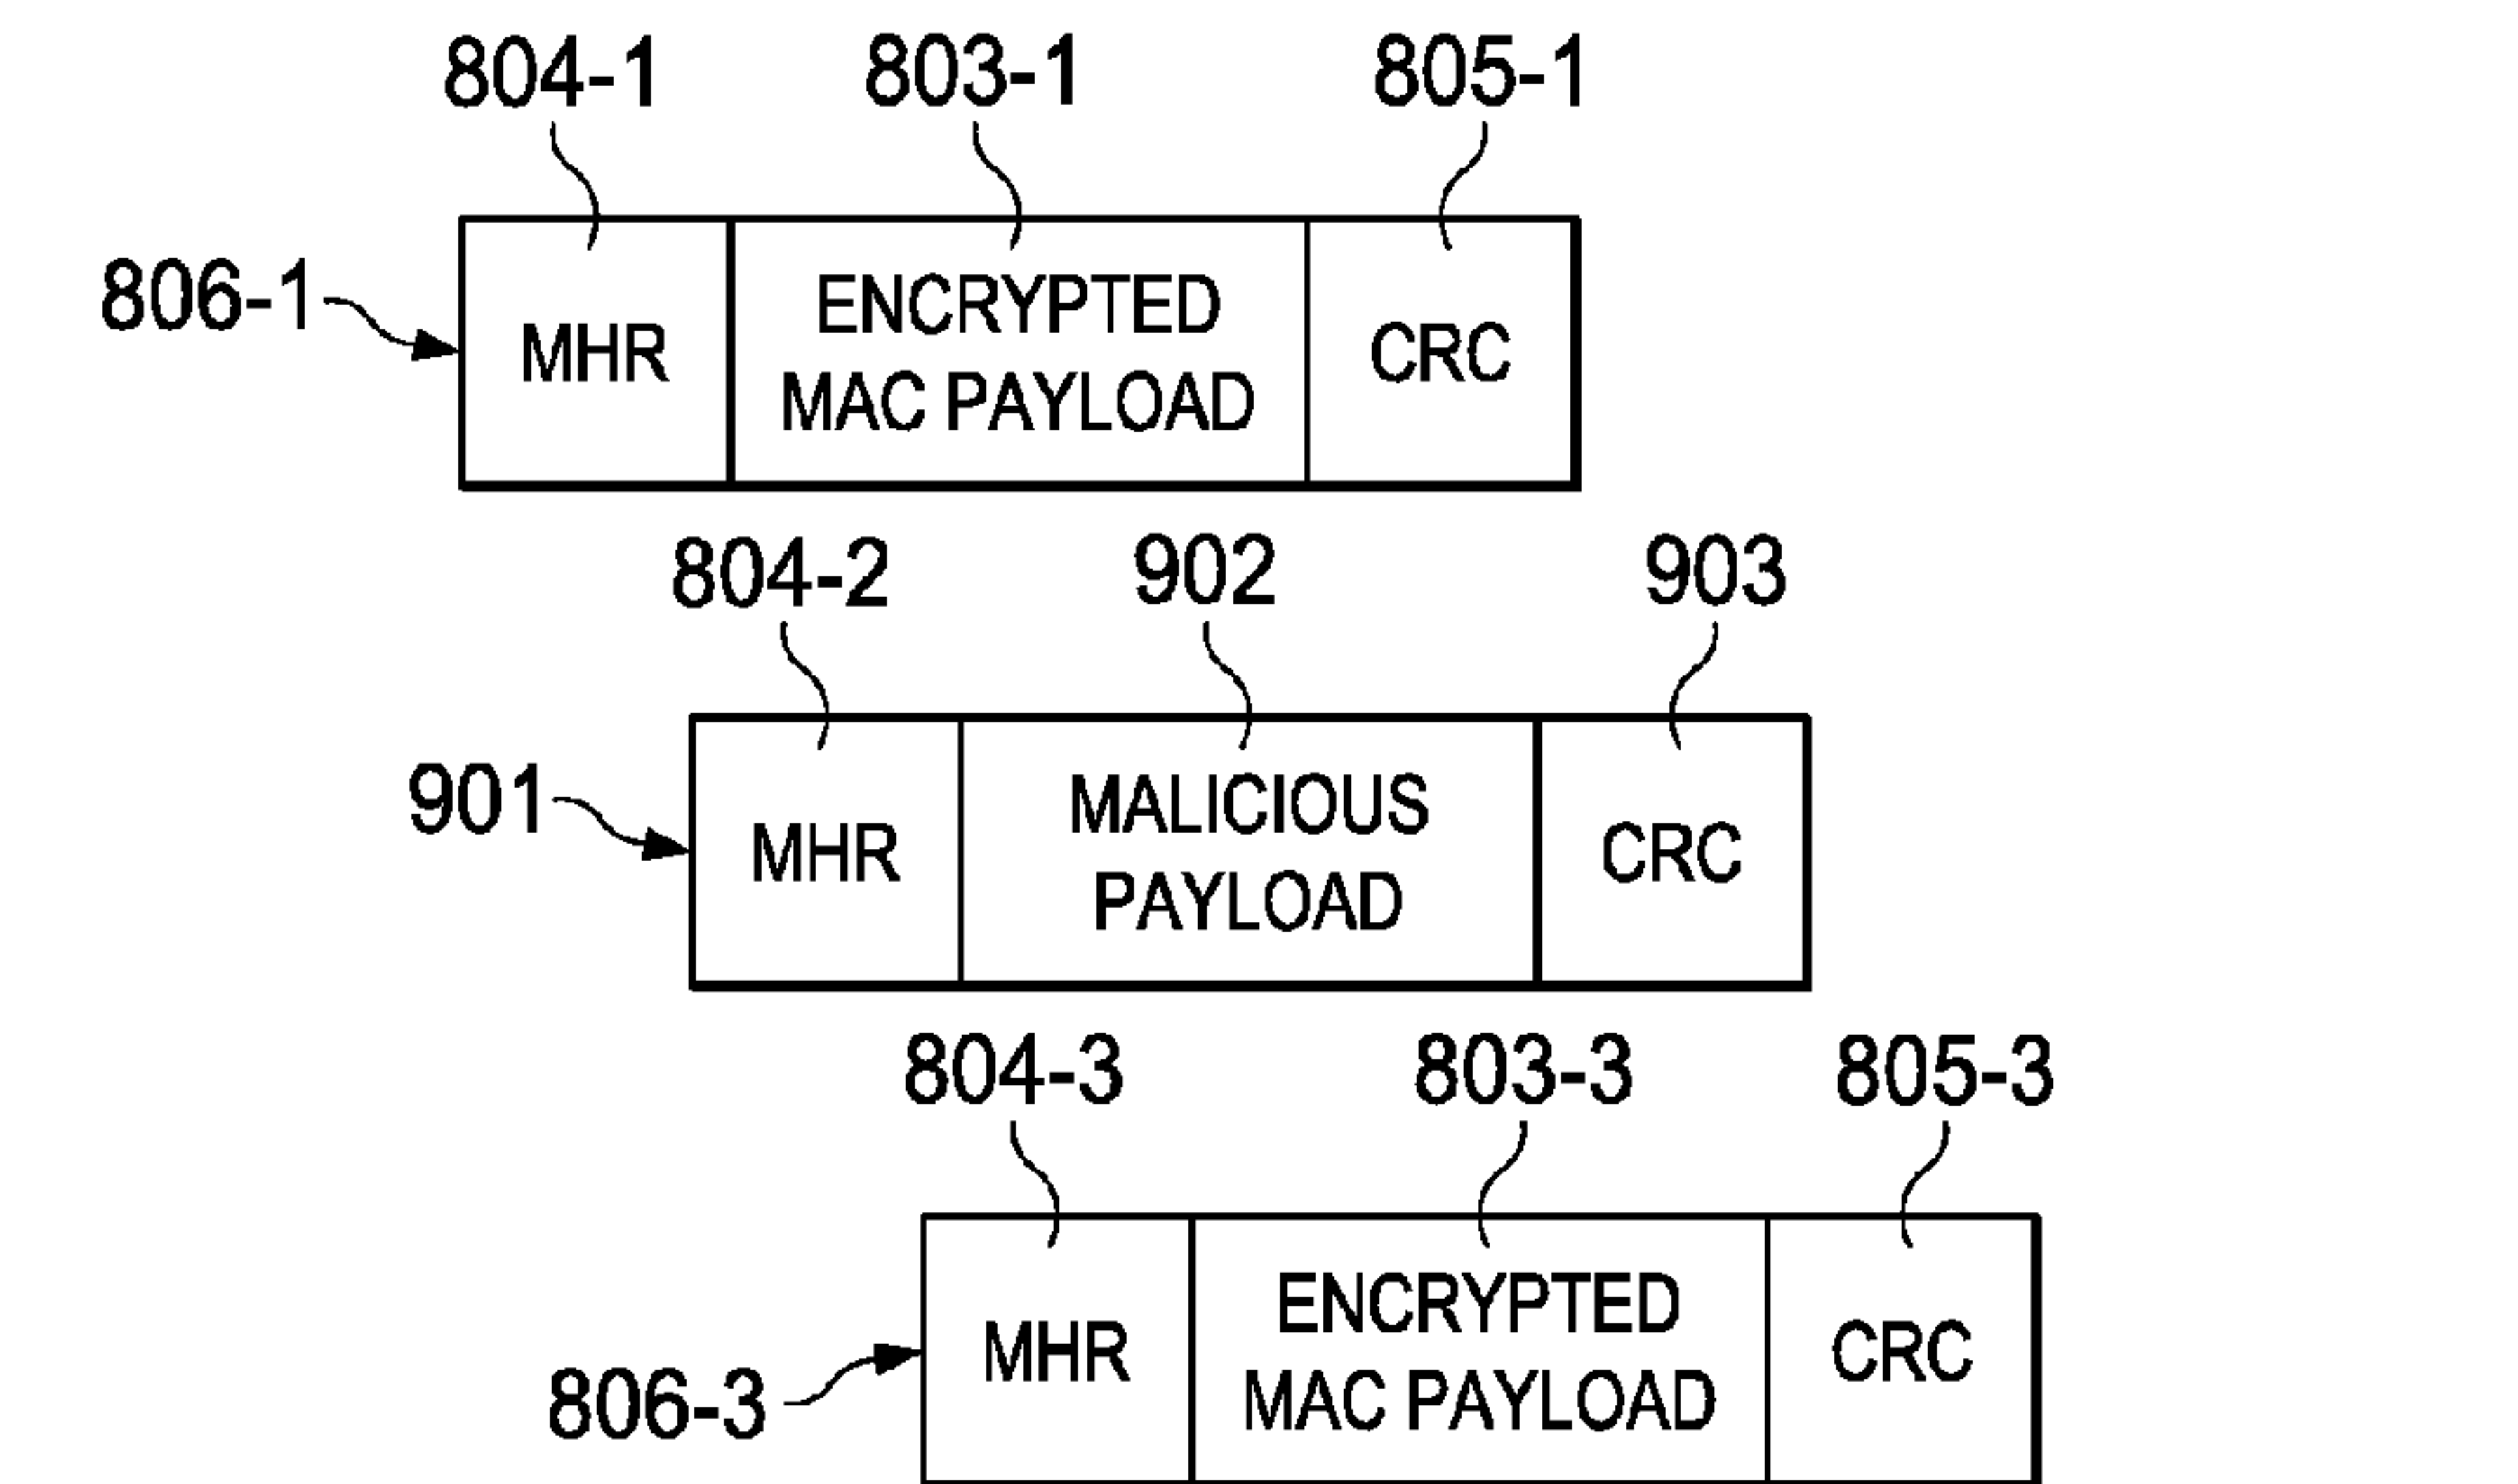 804-1 803-1 805-1
806-1
MHR ENCRYPTED MAC PAYLOAD CRC
804-2 902 903
901
MHR MALICIOUS PAYLOAD CRC
804-3 803-3 805-3
806-3
MHR ENCRYPTED MAC PAYLOAD CRC